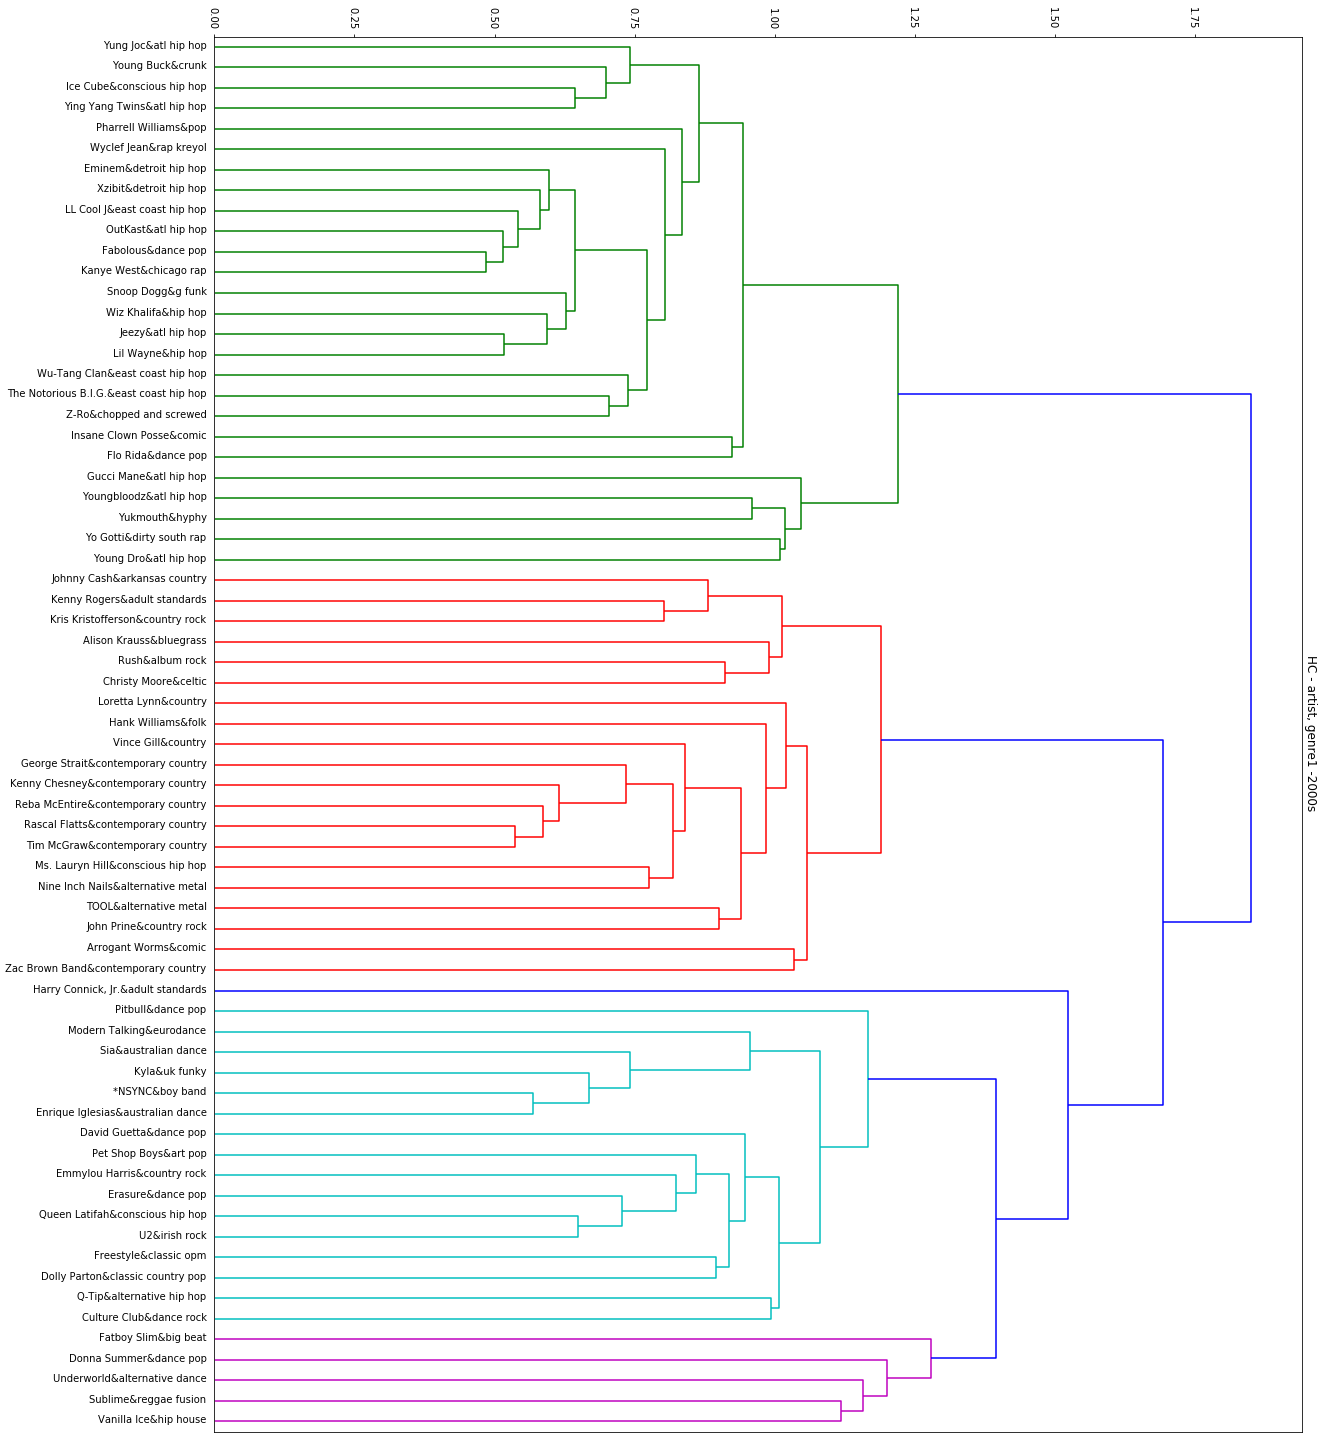 0.00 0.25 0.50 0.75 1.00 1.25 1.50 1.75
Yung Joc&atl hip hop
Young Buck&crunk
Ice Cube&conscious hip hop
Ying Yang Twins&atl hip hop
Pharrell Williams&pop
Wyclef Jean&rap kreyol
Eminem&detroit hip hop
Xzibit&detroit hip hop
LL Cool J&east coast hip hop
OutKast&atl hip hop
Fabolous&dance pop
Kanye West&chicago rap
Snoop Dogg&g funk
Wiz Khalifa&hip hop
Jeezy&atl hip hop
Lil Wayne&hip hop
Wu-Tang Clan&east coast hip hop
The Notorious B.I.G.&east coast hip hop
Z-Ro&chopped and screwed
Insane Clown Posse&comic
Flo Rida&dance pop
Gucci Mane&atl hip hop
Youngbloodz&atl hip hop
Yukmouth&hyphy
Yo Gotti&dirty south rap
Young Dro&atl hip hop
Johnny Cash&arkansas country
Kenny Rogers&adult standards
Kris Kristofferson&country rock
Alison Krauss&bluegrass
Rush&album rock
Christy Moore&celtic
Loretta Lynn&country
Hank Williams&folk
Vince Gill&country
George Strait&contemporary country
Kenny Chesney&contemporary country
Reba McEntire&contemporary country
Rascal Flatts&contemporary country
Tim McGraw&contemporary country
Ms. Lauryn Hill&conscious hip hop
Nine Inch Nails&alternative metal
TOOL&alternative metal
John Prine&country rock
Arrogant Worms&comic
Zac Brown Band&contemporary country
Harry Connick, Jr.&adult standards
Pitbull&dance pop
Modern Talking&eurodance
Sia&australian dance
Kyla&uk funky
*NSYNC&boy band
Enrique Iglesias&australian dance
David Guetta&dance pop
Pet Shop Boys&art pop
Emmylou Harris&country rock
Erasure&dance pop
Queen Latifah&conscious hip hop
U2&irish rock
Freestyle&classic opm
Dolly Parton&classic country pop
Q-Tip&alternative hip hop
Culture Club&dance rock
Fatboy Slim&big beat
Donna Summer&dance pop
Underworld&alternative dance
Sublime&reggae fusion
Vanilla Ice&hip house
HC - artist, genre1 -2000s